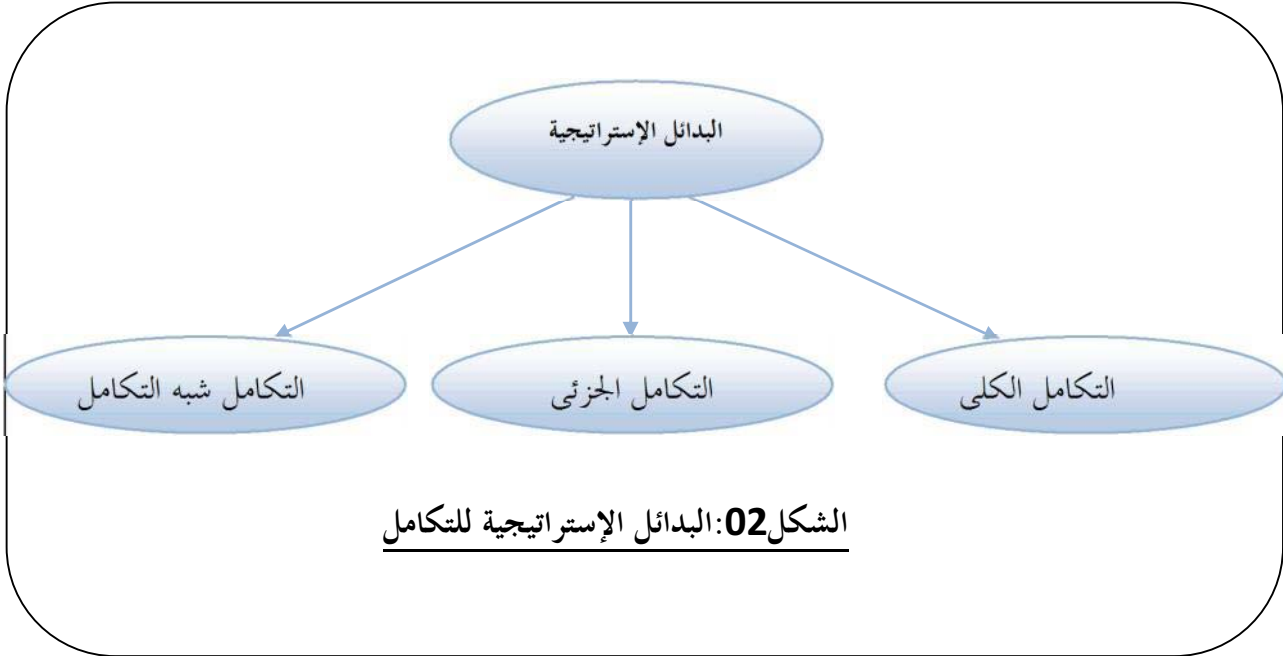 البدائل الإستراتيجية
التكامل الكلى
التكامل الجزئى
التكامل شبه التكامل
الشكل02:البدائل الإستراتيجية للتكامل